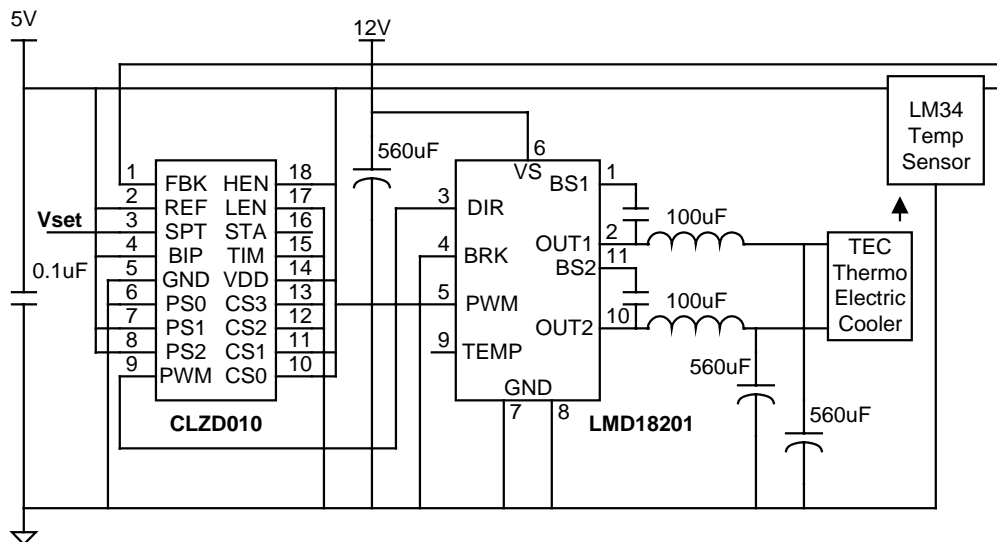 5V
12V
560uF
LM34
Temp
Sensor
Vset
0.1uF
1 FBK HEN 18
2 REF LEN 17
3 SPT STA 16
4 BIP TIM 15
5 GND VDD 14
6 PS0 CS3 13
7 PS1 CS2 12
8 PS2 CS1 11
9 PWM CS0 10
CLZD010
6
VS
BS1 1
3 DIR
OUT1 2
4 BRK
BS2 11
5 PWM
OUT2 10
9 TEMP
GND
7 8
LMD18201
100uF
100uF
TEC
Thermo
Electric
Cooler
560uF
560uF